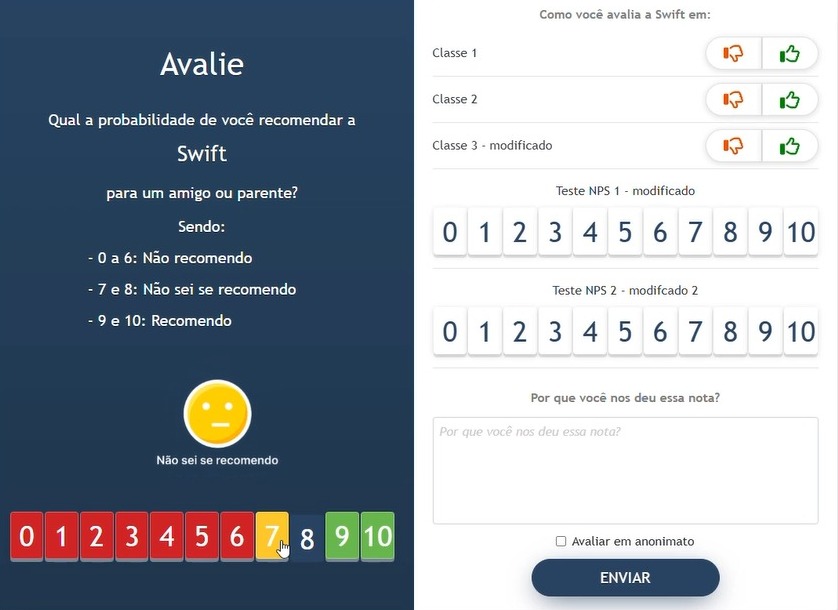 Avalie
Qual a probabilidade de você recomendar a
Swift
para um amigo ou parente?
Sendo:
- 0 a 6: Não recomendo
- 7 e 8: Não sei se recomendo
- 9 e 10: Recomendo
Não sei se recomendo
0 1 2 3 4 5 6 7 8 9 10
Como você avalia a Swift em:
Classe 1
Classe 2
Classe 3 - modificado
Teste NPS 1 - modificado
0 1 2 3 4 5 6 7 8 9 10
Teste NPS 2 - modifcado 2
0 1 2 3 4 5 6 7 8 9 10
Por que você nos deu essa nota?
Por que você nos deu essa nota?
Avaliar em anonimato
ENVIAR